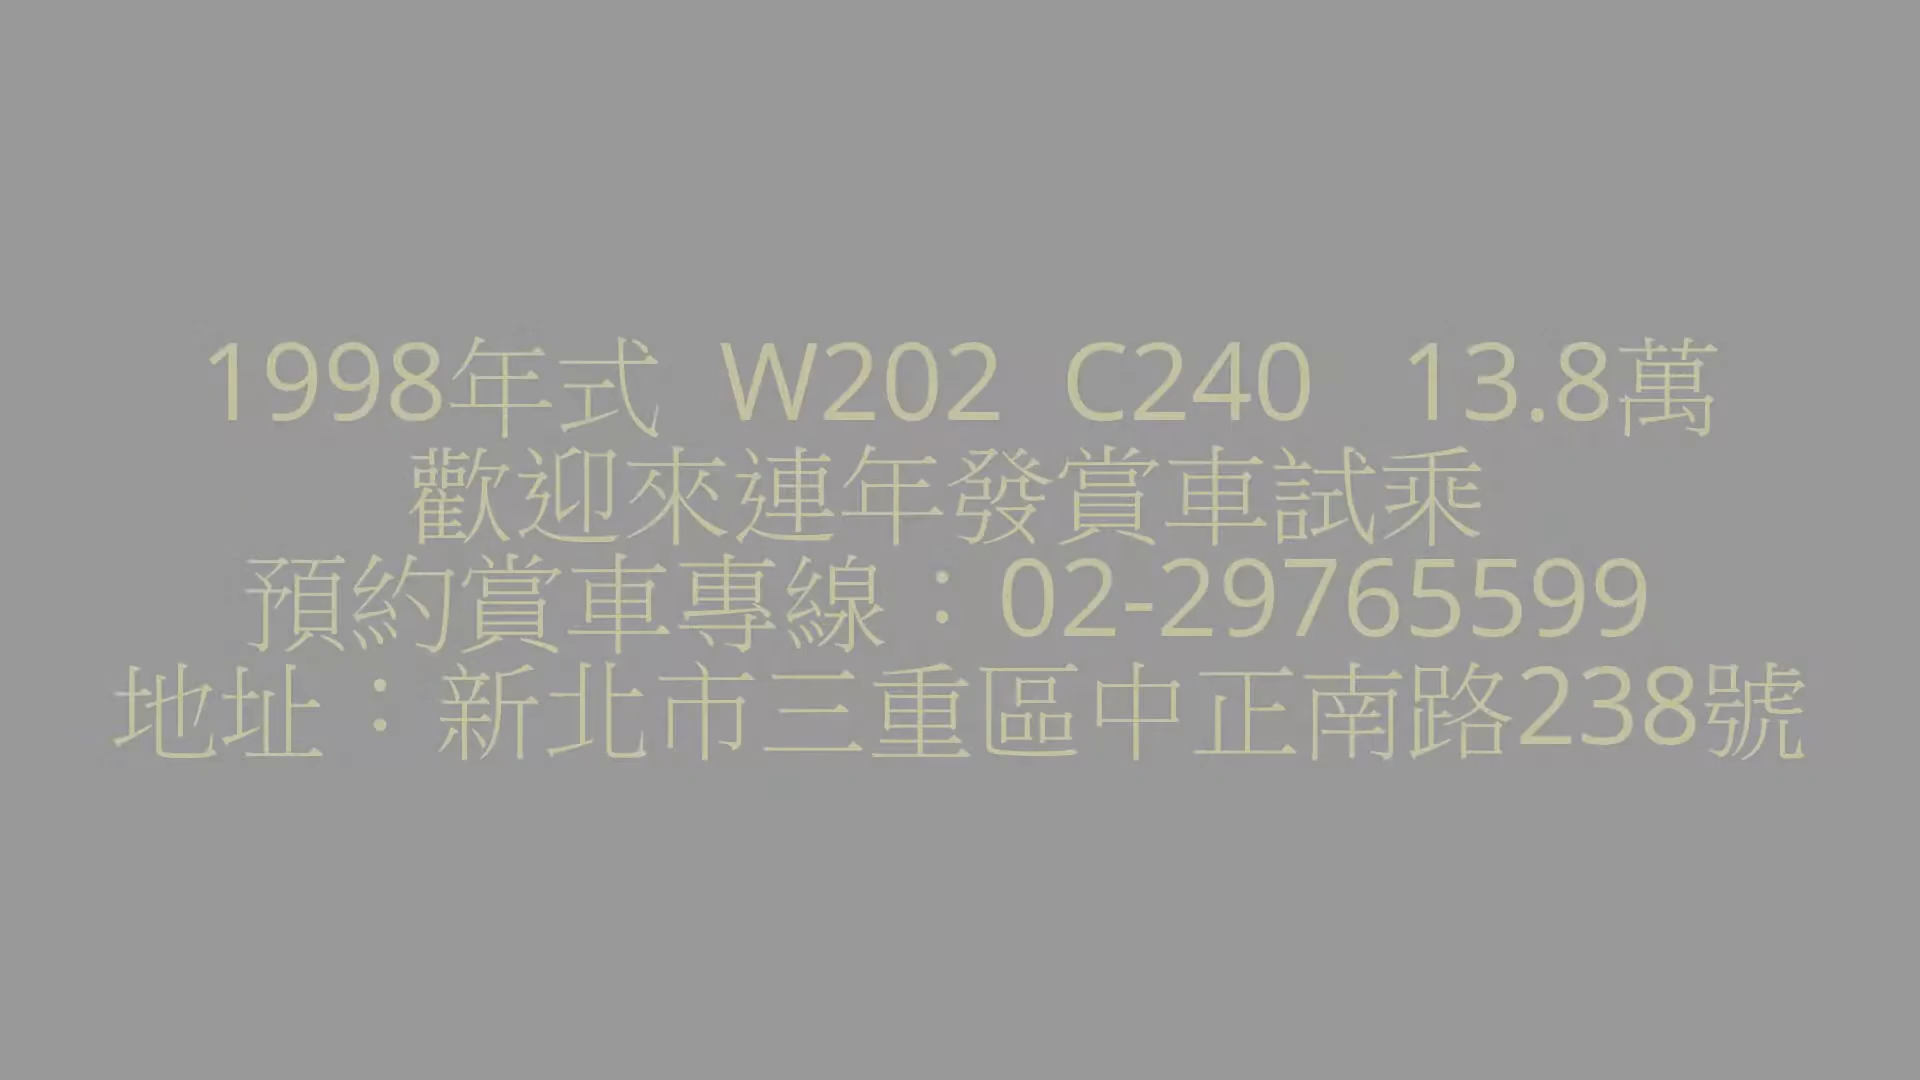 1998年式 W202 C240 13.8萬
歡迎來連年發賞車試乘
預約賞車專線：02-29765599
地址：新北市三重區中正南路238號